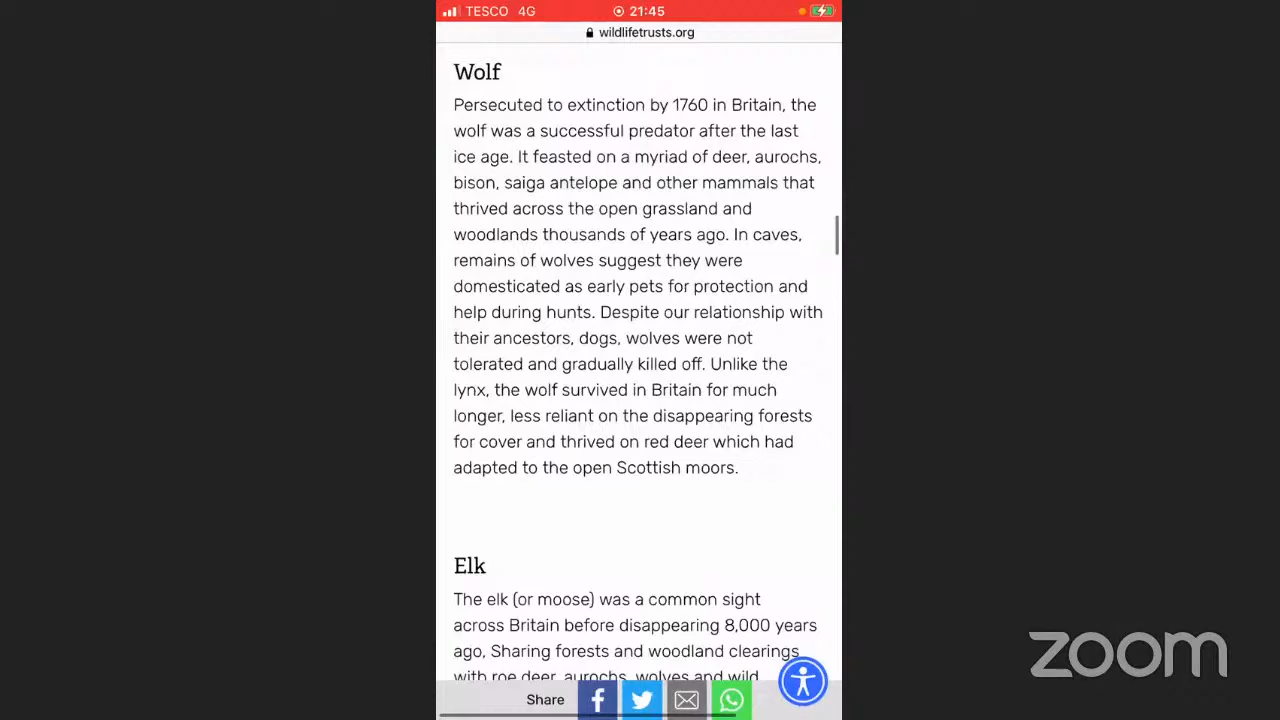 TESCO 4G 21:45
wildlifetrusts.org
Wolf
Persecuted to extinction by 1760 in Britain, the
wolf was a successful predator after the last
ice age. It feasted on a myriad of deer, aurochs,
bison, saiga antelope and other mammals that
thrived across the open grassland and
woodlands thousands of years ago. In caves,
remains of wolves suggest they were
domesticated as early pets for protection and
help during hunts. Despite our relationship with
their ancestors, dogs, wolves were not
tolerated and gradually killed off. Unlike the
lynx, the wolf survived in Britain for much
longer, less reliant on the disappearing forests
for cover and thrived on red deer which had
adapted to the open Scottish moors.
Elk
The elk (or moose) was a common sight
across Britain before disappearing 8,000 years
ago, Sharing forests and woodland clearings
with roe deer, aurochs, wolves and wild
Share
zoom